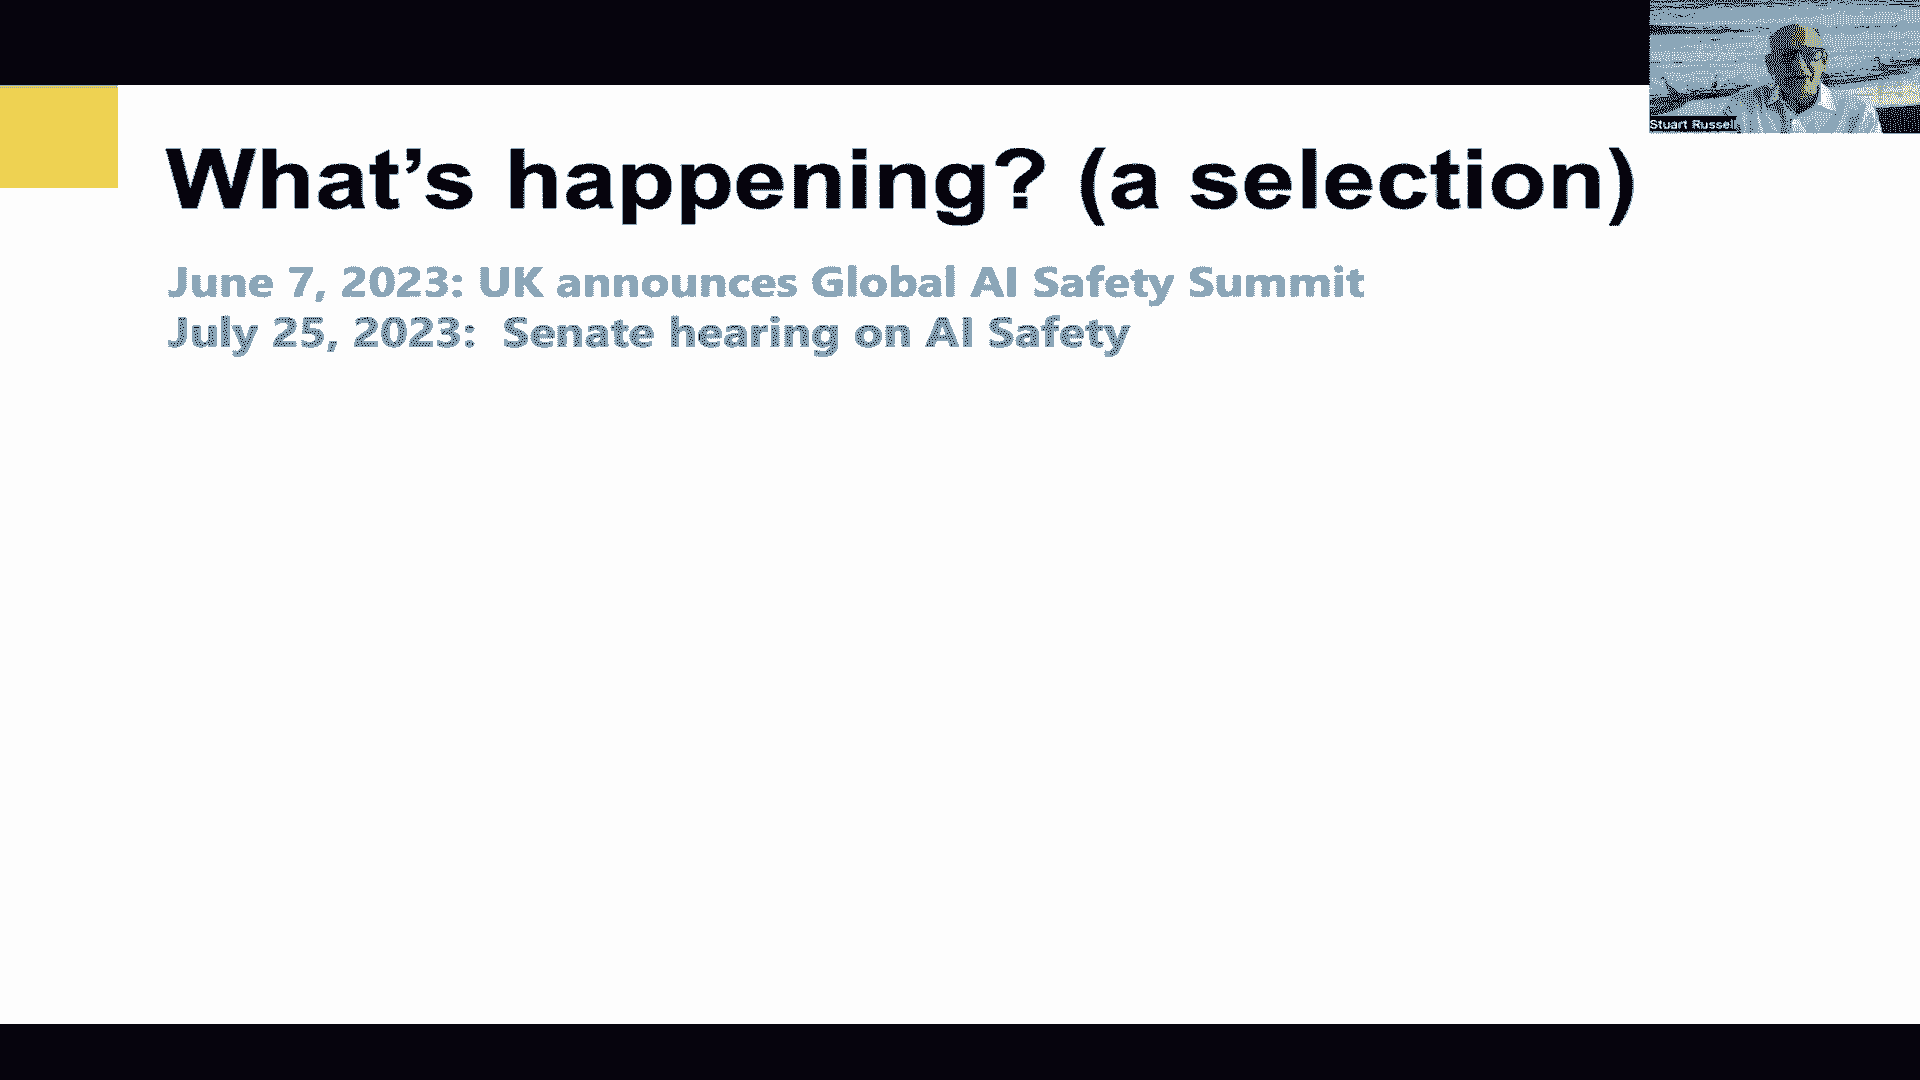 Stuart Russell
What’s happening? (a selection)
June 7, 2023: UK announces Global AI Safety Summit
July 25, 2023:  Senate hearing on AI Safety